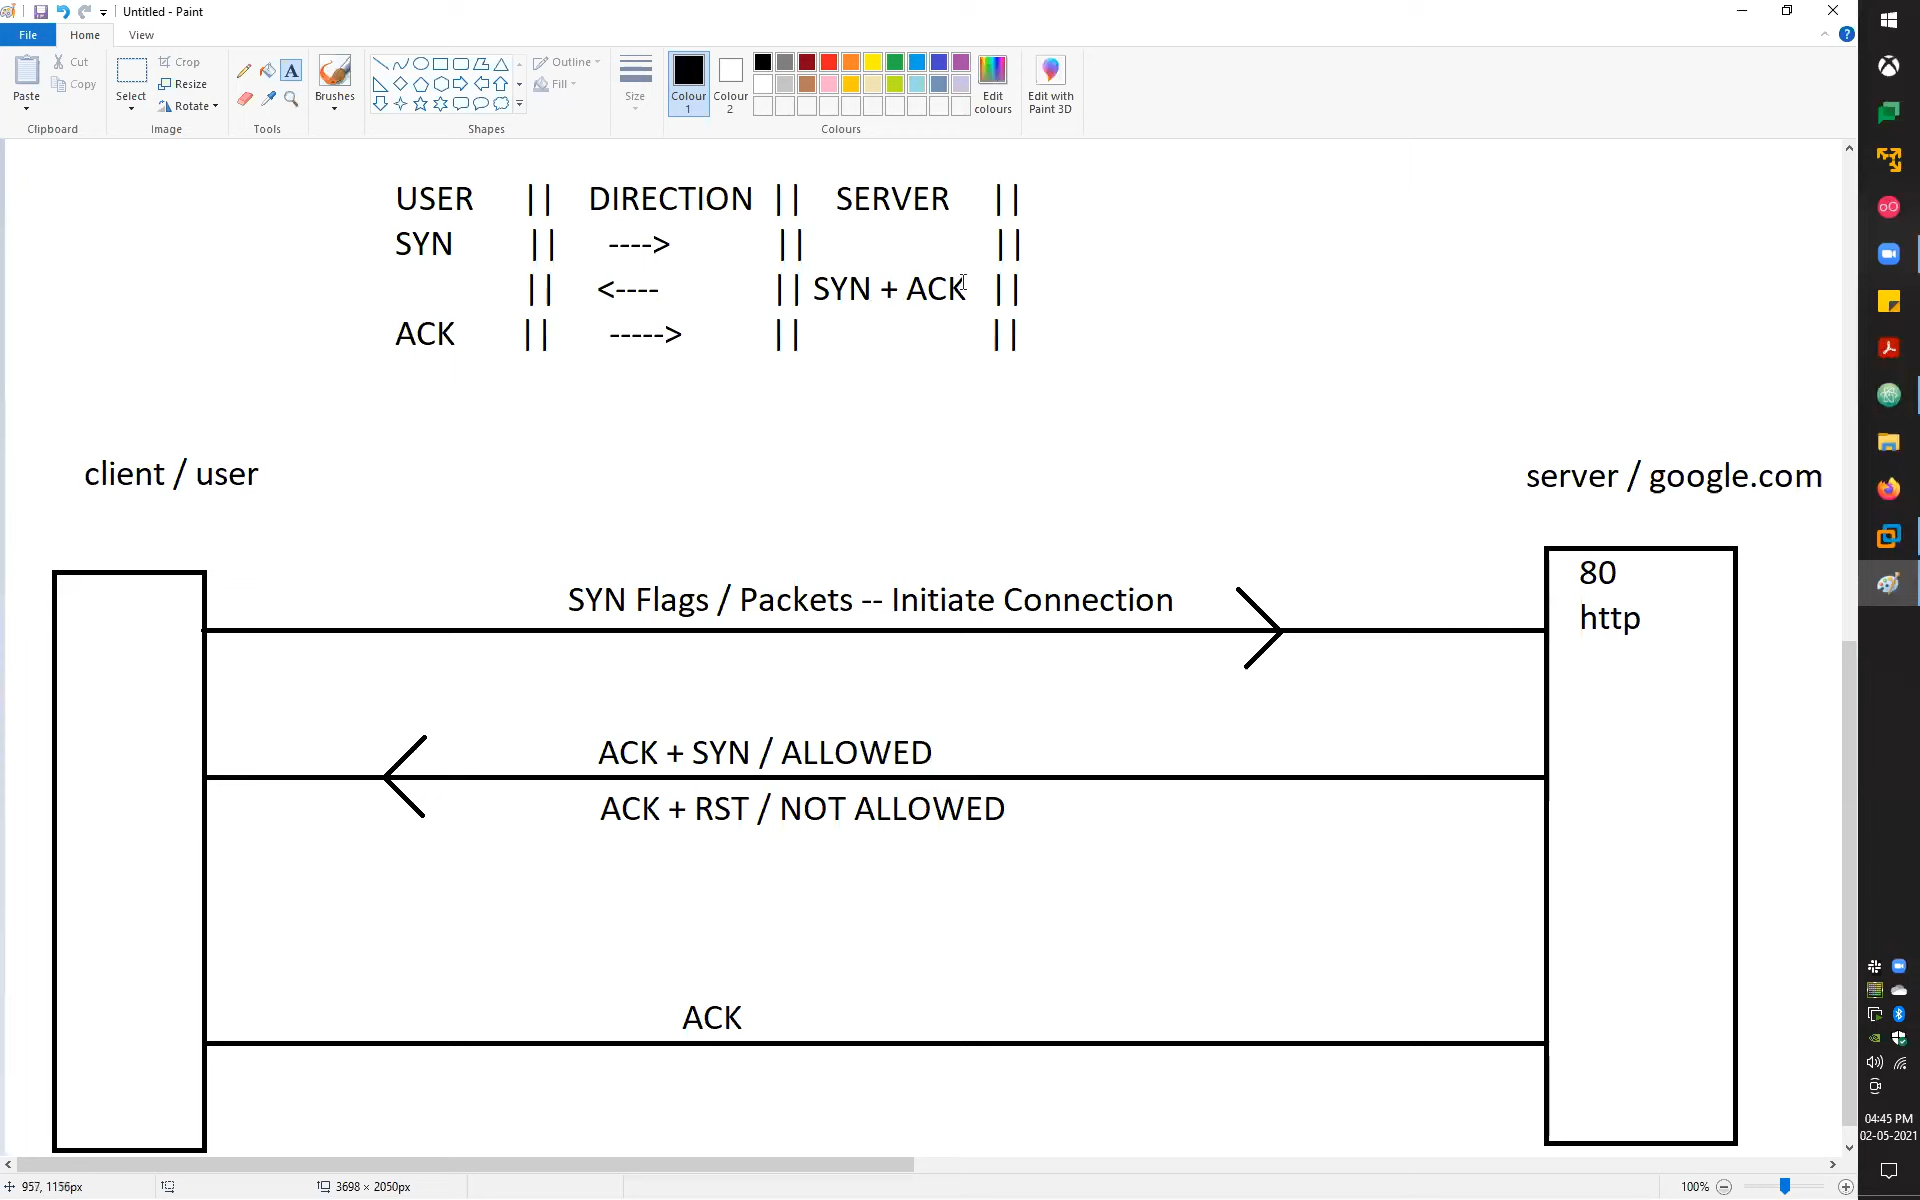 Untitled - Paint
File Home View
Paste Cut Copy Clipboard
Select Crop Resize Rotate Image
Tools
Brushes
Shapes
Outline Fill
Size
Colour 1
Colour 2
Edit colours
Edit with Paint 3D
Colours
USER || DIRECTION || SERVER ||
SYN || ----> || ||
|| <---- || SYN + ACK ||
ACK || -----> || ||
client / user
server / google.com
80
http
SYN Flags / Packets -- Initiate Connection
ACK + SYN / ALLOWED
ACK + RST / NOT ALLOWED
ACK
04:45 PM
02-05-2021
957, 1156px
3698 × 2050px
100%